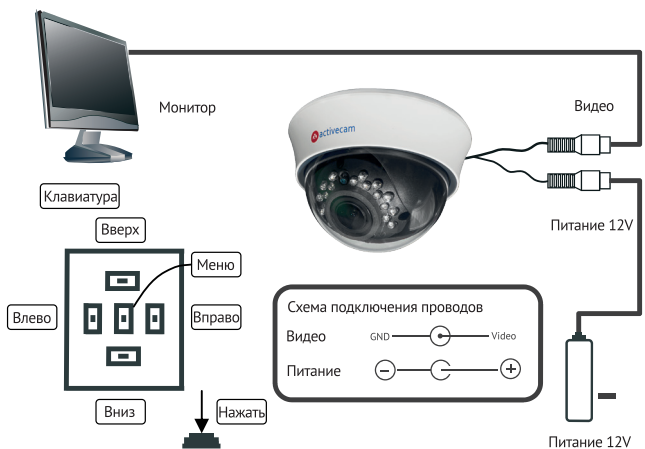 Монитор
activecam
Видео
Питание 12V
Клавиатура
Вверх
Меню
Влево
Вправо
Вниз
Нажать
Схема подключения проводов
Видео GND Video
Питание − +
Питание 12V